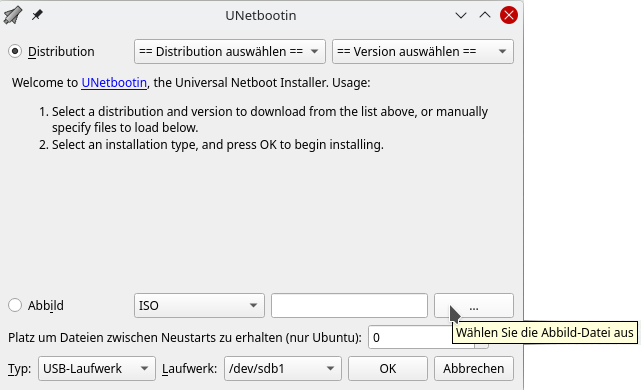 UNetbootin
Distribution == Distribution auswählen == == Version auswählen ==
Welcome to UNetbootin, the Universal Netboot Installer. Usage:
1. Select a distribution and version to download from the list above, or manually
specify files to load below.
2. Select an installation type, and press OK to begin installing.
Abbild ISO ...
Wählen Sie die Abbild-Datei aus
Platz um Dateien zwischen Neustarts zu erhalten (nur Ubuntu): 0
Typ: USB-Laufwerk Laufwerk: /dev/sdb1 OK Abbrechen